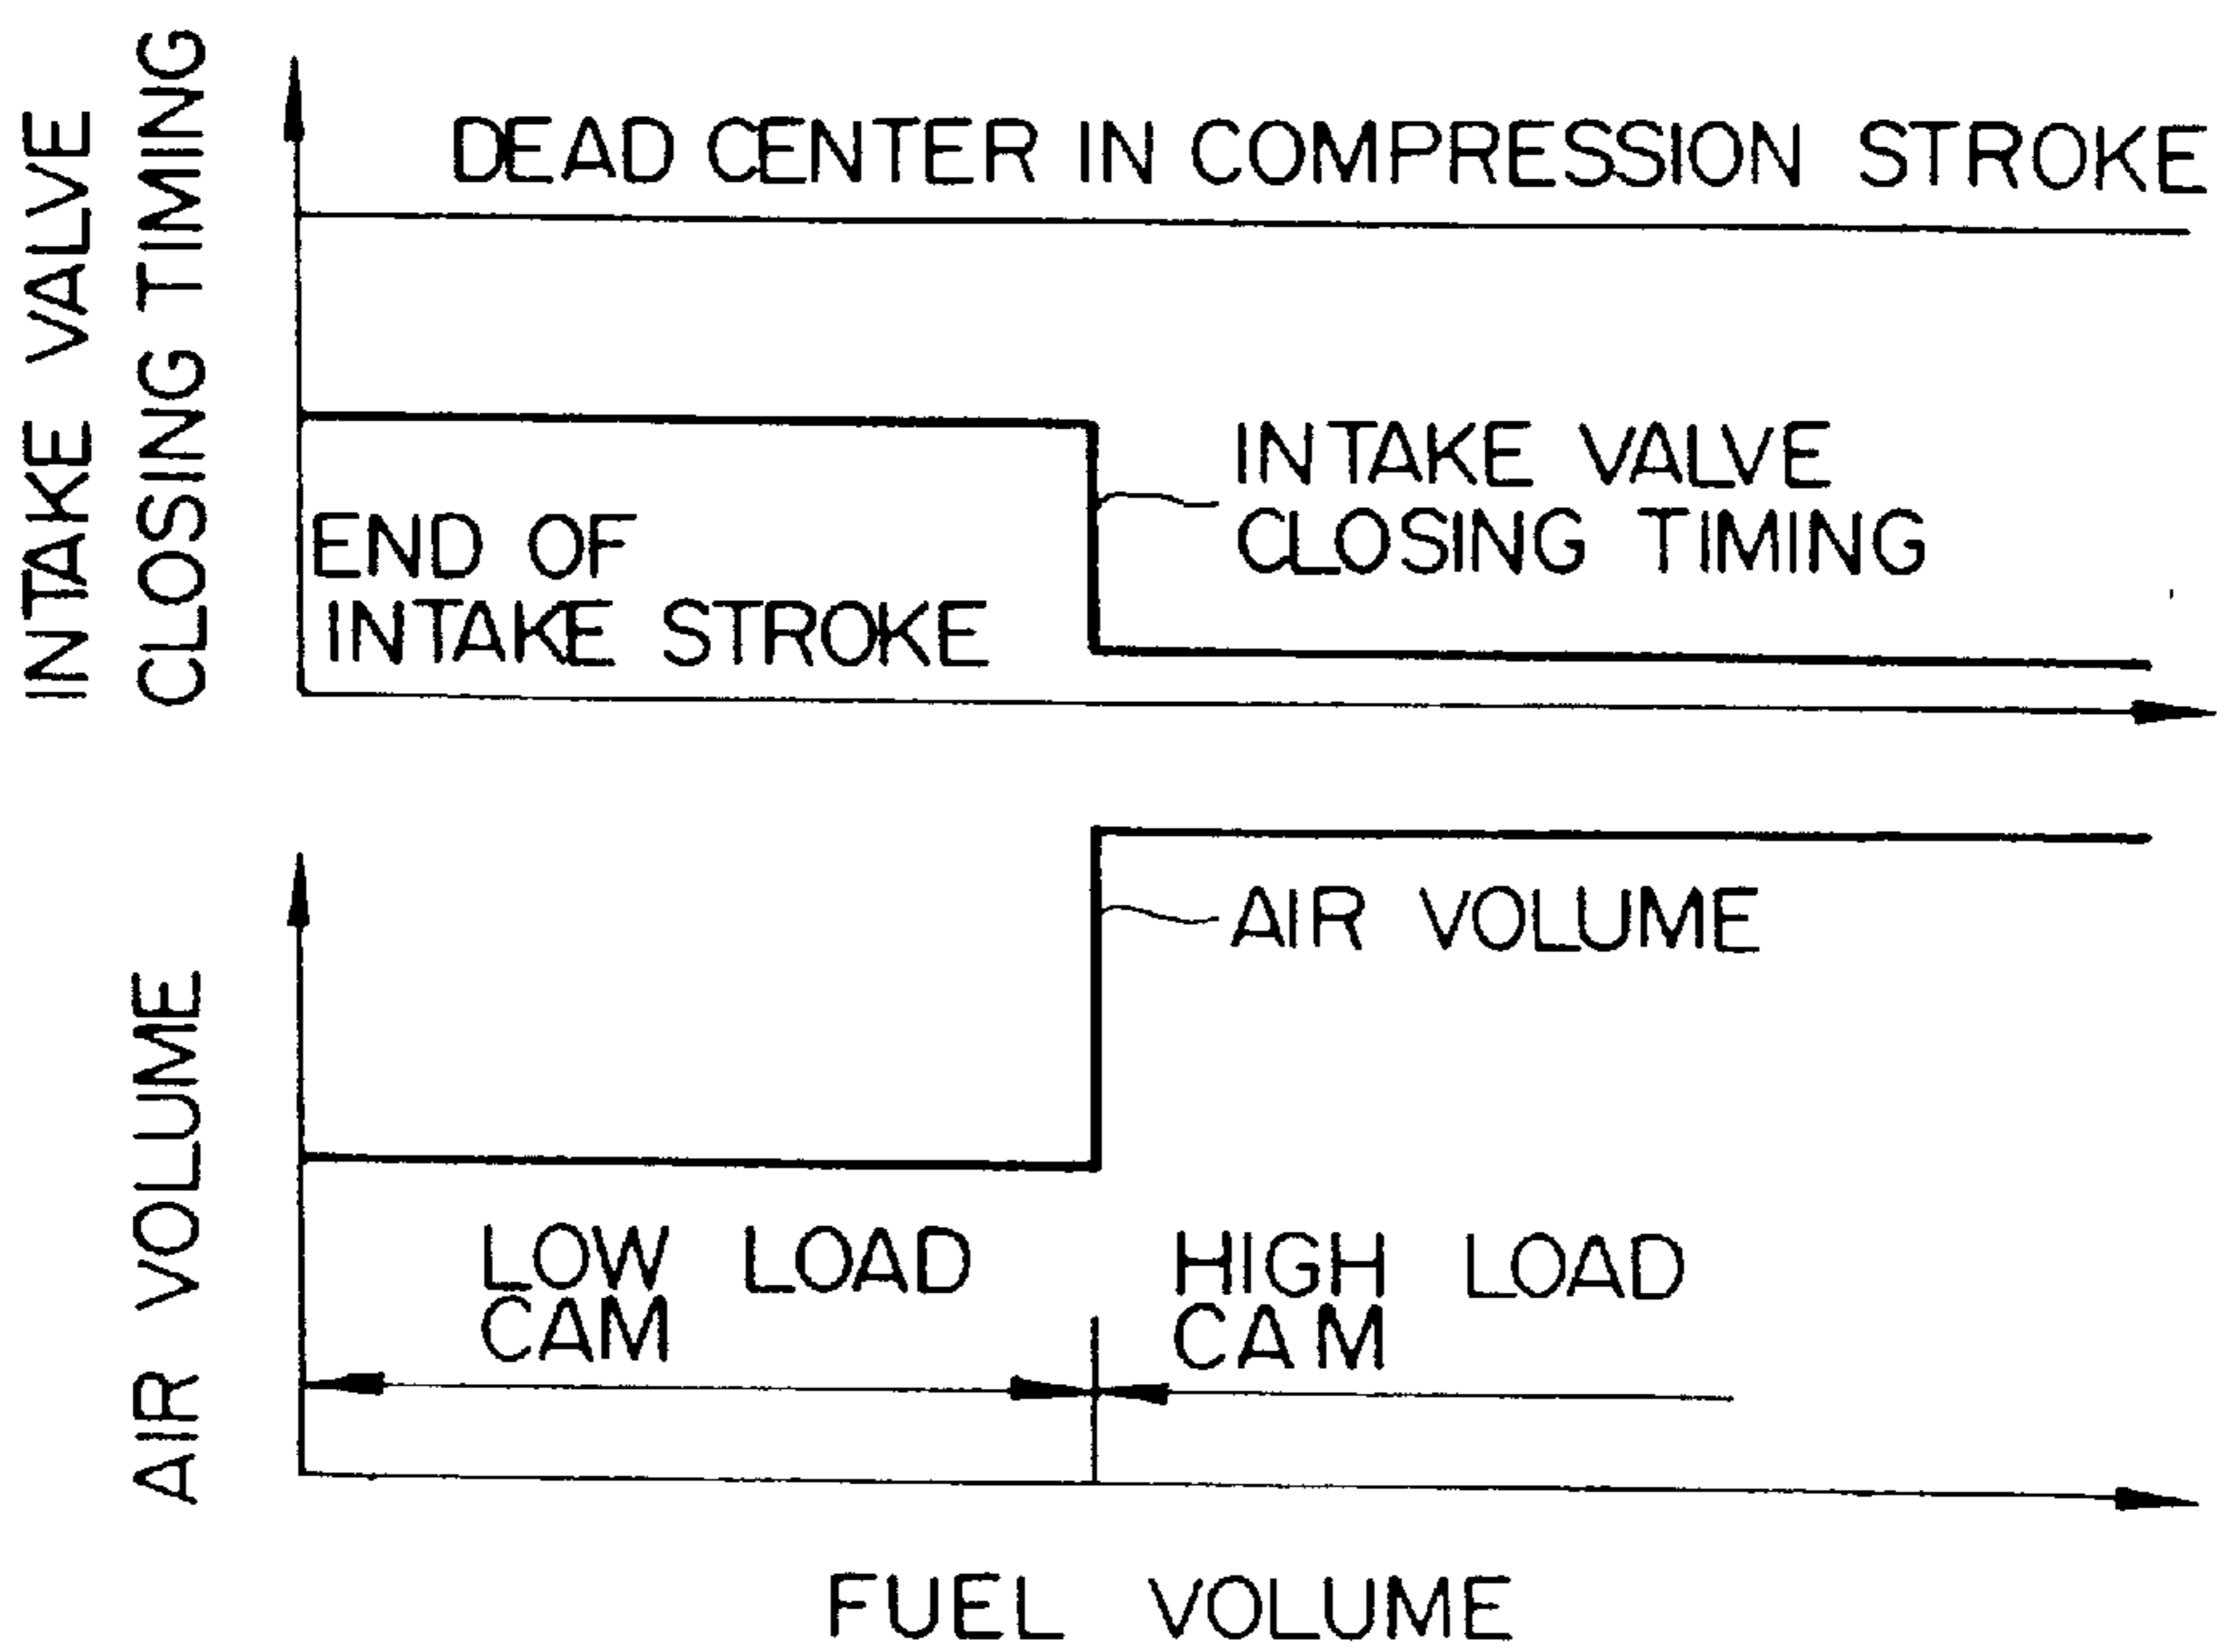 INTAKE VALVE
CLOSING TIMING
DEAD CENTER IN COMPRESSION STROKE
INTAKE VALVE
CLOSING TIMING
END OF
INTAKE STROKE
AIR VOLUME
AIR VOLUME
LOW LOAD
CAM
HIGH LOAD
CAM
FUEL VOLUME